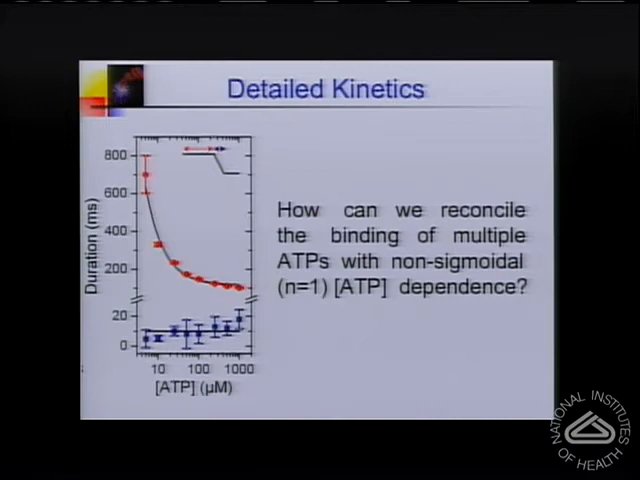 Detailed Kinetics
800
600
400
200
20
0
Duration (ms)
10 100 1000
[ATP] (μM)
How can we reconcile
the binding of multiple
ATPs with non-sigmoidal
(n=1) [ATP] dependence?
NATIONAL INSTITUTES
OF HEALTH